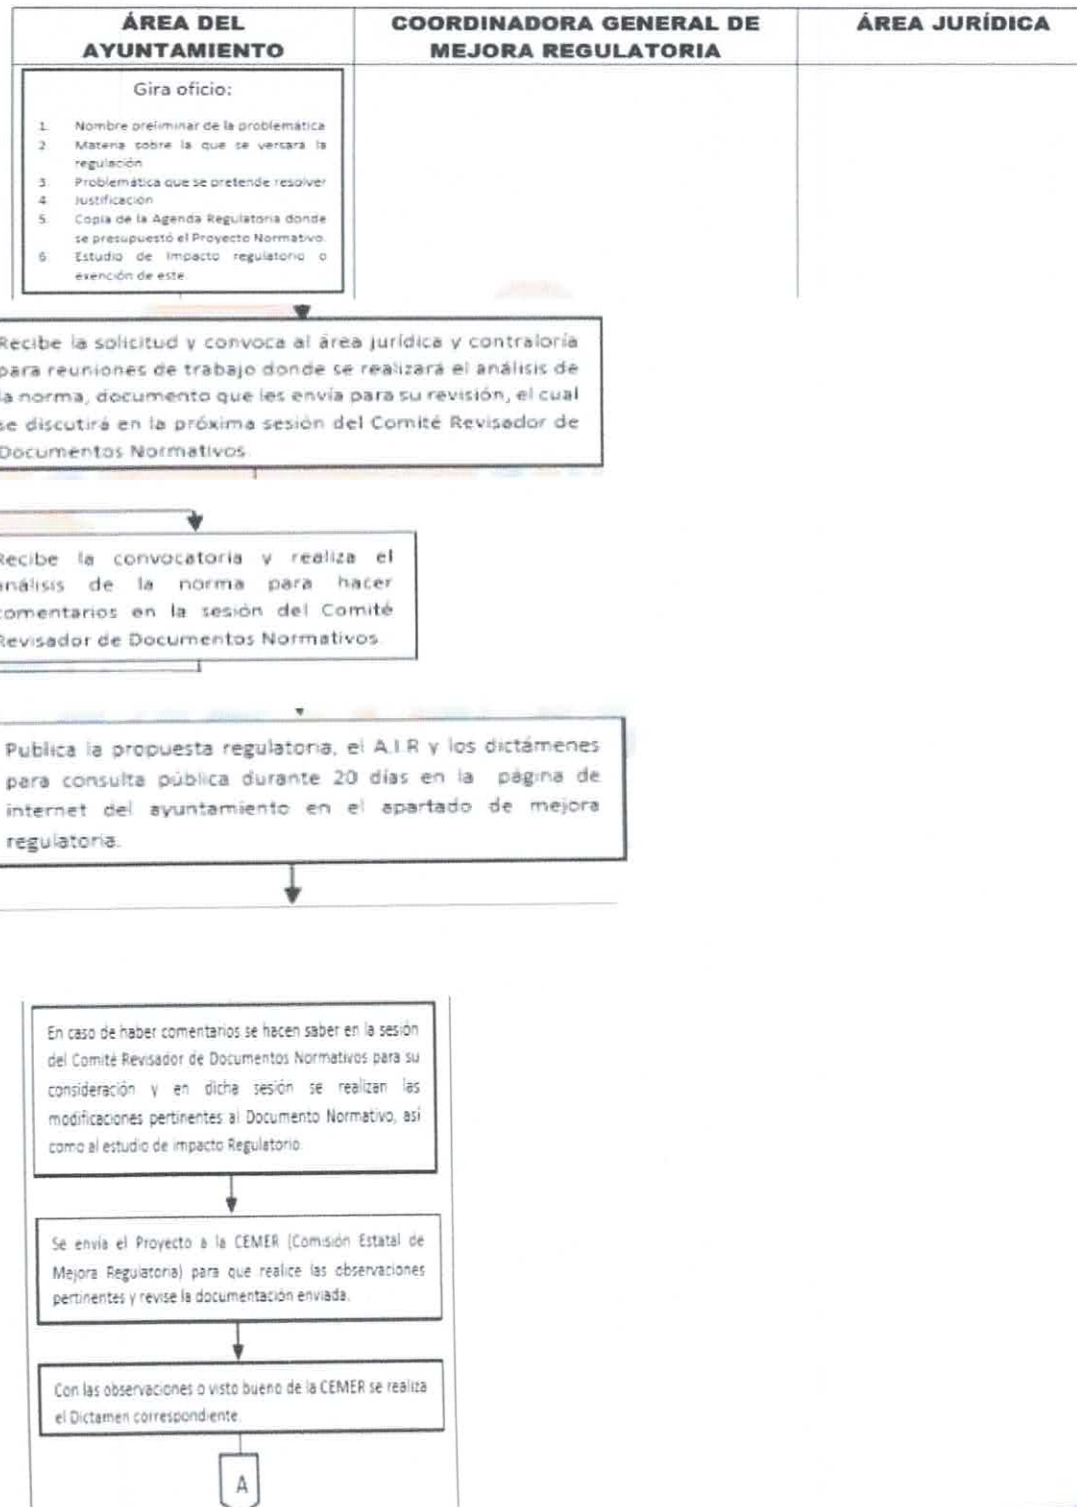 ÁREA DEL
AYUNTAMIENTO
COORDINADORA GENERAL DE
MEJORA REGULATORIA
ÁREA JURÍDICA
Gira oficio:
1. Nombre preliminar de la problemática
2. Materia sobre la que se versará la
regulación
3. Problemática que se pretende resolver
4. Justificación
5. Copia de la Agenda Regulatoria donde
se presupuestó el Proyecto Normativo.
6. Estudio de Impacto regulatorio o
exención de este.
Recibe la solicitud y convoca al área jurídica y contraloría
para reuniones de trabajo donde se realizará el análisis de
la norma, documento que les envía para su revisión, el cual
se discutirá en la próxima sesión del Comité Revisador de
Documentos Normativos.
Recibe la convocatoria y realiza el
análisis de la norma para hacer
comentarios en la sesión del Comité
Revisador de Documentos Normativos.
Publica la propuesta regulatoria, el A.I.R y los dictámenes
para consulta pública durante 20 días en la página de
internet del ayuntamiento en el apartado de mejora
regulatoria.
En caso de haber comentarios se hacen saber en la sesión
del Comité Revisador de Documentos Normativos para su
consideración y en dicha sesión se realizan las
modificaciones pertinentes al Documento Normativo, así
como al estudio de impacto Regulatorio.
Se envía el Proyecto a la CEMER (Comisión Estatal de
Mejora Regulatoria) para que realice las observaciones
pertinentes y revise la documentación enviada.
Con las observaciones o visto bueno de la CEMER se realiza
el Dictamen correspondiente.
A